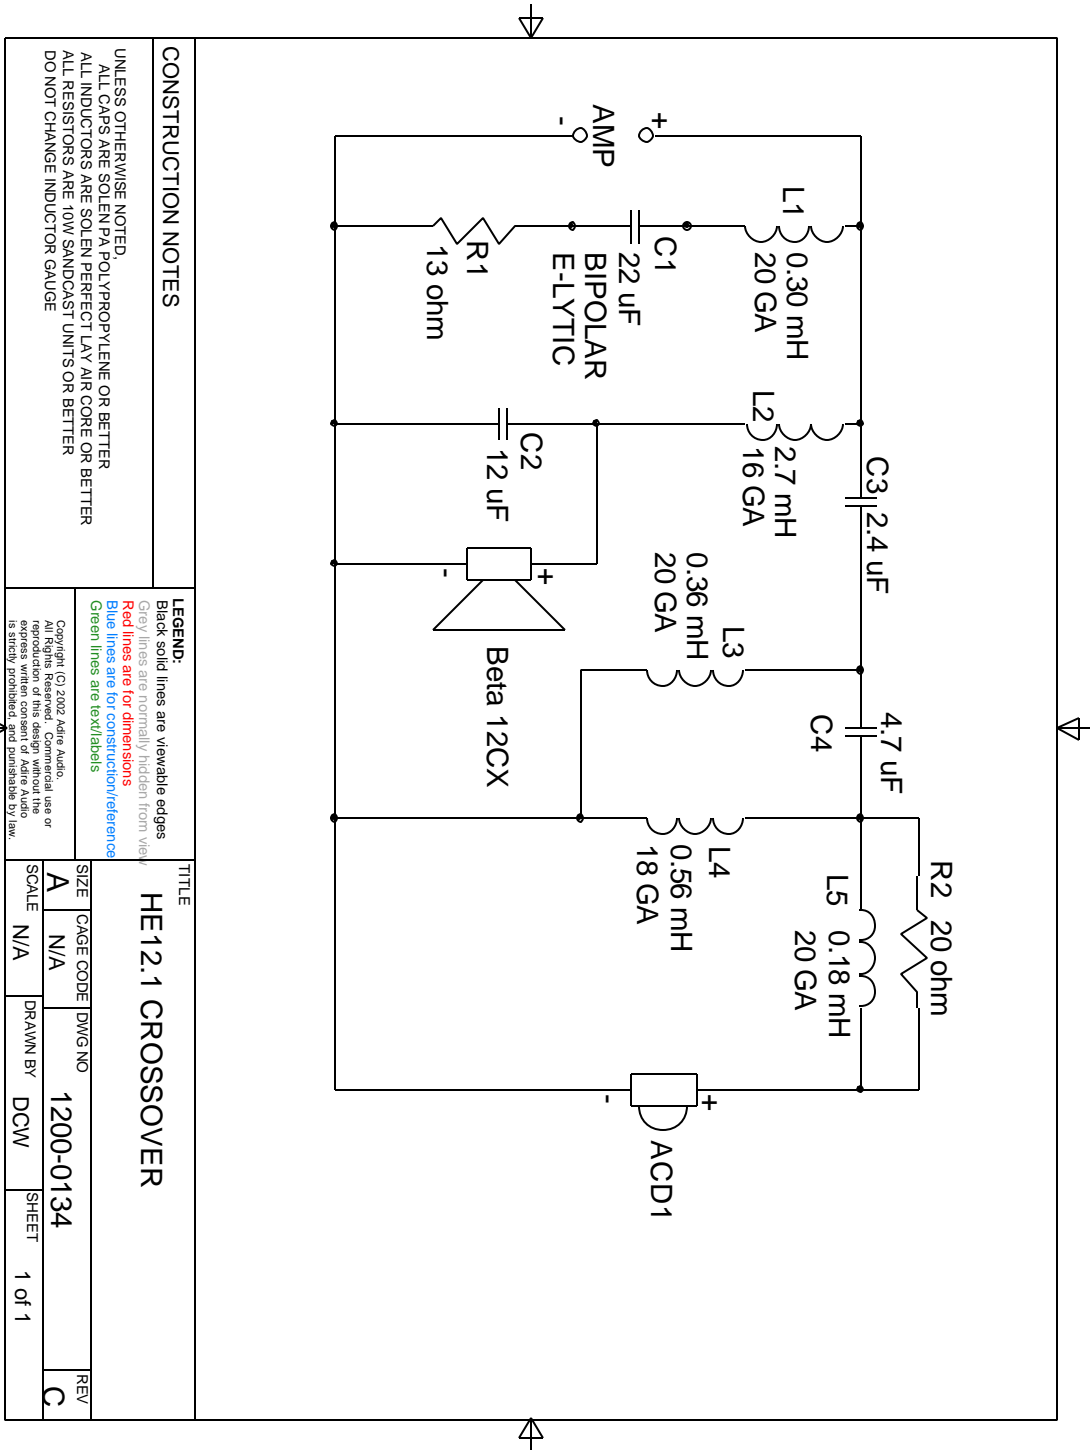 AMP
+
-
L1
0.30 mH
20 GA
C1
22 uF
BIPOLAR
E-LYTIC
R1
13 ohm
L2
2.7 mH
16 GA
C2
12 uF
C3
2.4 uF
+
-
Beta 12CX
L3
0.36 mH
20 GA
4.7 uF
C4
L4
0.56 mH
18 GA
R2 20 ohm
L5
0.18 mH
20 GA
+
-
ACD1
CONSTRUCTION NOTES
UNLESS OTHERWISE NOTED,
ALL CAPS ARE SOLEN PA POLYPROPYLENE OR BETTER
ALL INDUCTORS ARE SOLEN PERFECT LAY AIR CORE OR BETTER
ALL RESISTORS ARE 10W SANDCAST UNITS OR BETTER
DO NOT CHANGE INDUCTOR GAUGE
LEGEND:
Black solid lines are viewable edges
Grey lines are normally hidden from view
Red lines are for dimensions
Blue lines are for construction/reference
Green lines are text/labels
Copyright (C) 2002 Adire Audio.
All Rights Reserved. Commercial use or
reproduction of this design without the
express written consent of Adire Audio
is strictly prohibited, and punishable by law.
TITLE
HE12.1 CROSSOVER
SIZE
A
CAGE CODE
N/A
DWG NO
1200-0134
REV
C
SCALE
N/A
DRAWN BY
DCW
SHEET
1 of 1